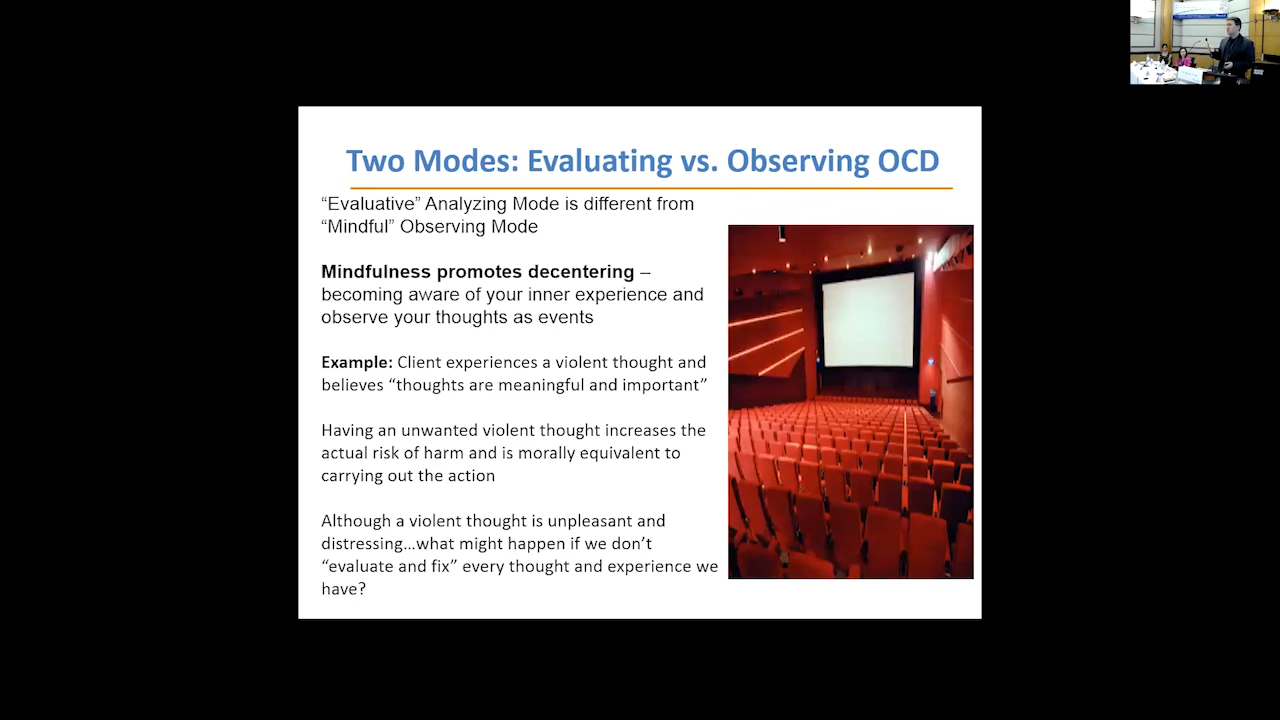 Two Modes: Evaluating vs. Observing OCD
“Evaluative” Analyzing Mode is different from
“Mindful” Observing Mode
Mindfulness promotes decentering –
becoming aware of your inner experience and
observe your thoughts as events
Example: Client experiences a violent thought and
believes “thoughts are meaningful and important”
Having an unwanted violent thought increases the
actual risk of harm and is morally equivalent to
carrying out the action
Although a violent thought is unpleasant and
distressing…what might happen if we don’t
“evaluate and fix” every thought and experience we
have?